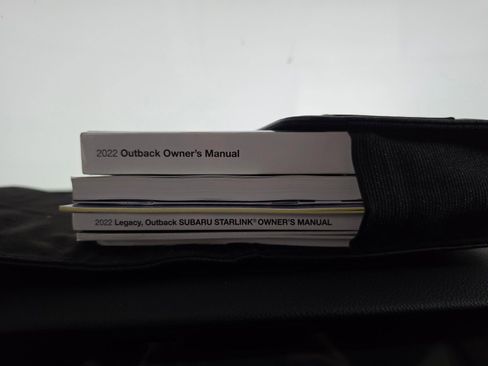 2022 Outback Owner's Manual
2022 Legacy, Outback SUBARU STARLINK® OWNER'S MANUAL